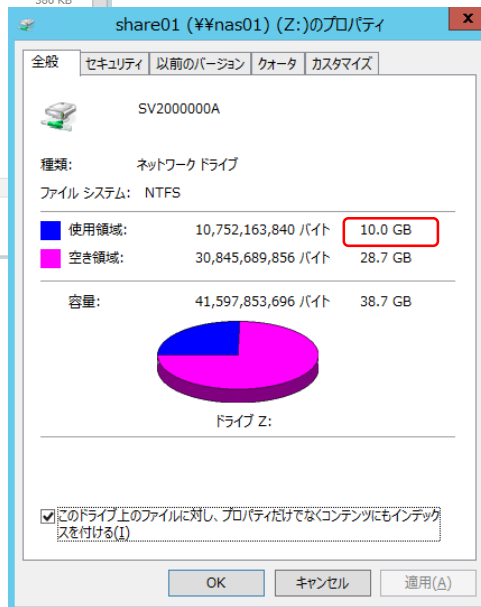 380 KB
share01 (¥¥nas01) (Z:)のプロパティ
x
全般 セキュリティ 以前のバージョン クォータ カスタマイズ
SV2000000A
種類: ネットワーク ドライブ
ファイル システム: NTFS
使用領域: 10,752,163,840 バイト 10.0 GB
空き領域: 30,845,689,856 バイト 28.7 GB
容量: 41,597,853,696 バイト 38.7 GB
ドライブ Z:
このドライブ上のファイルに対し、プロパティだけでなくコンテンツにもインデック
スを付ける(I)
OK キャンセル 適用(A)